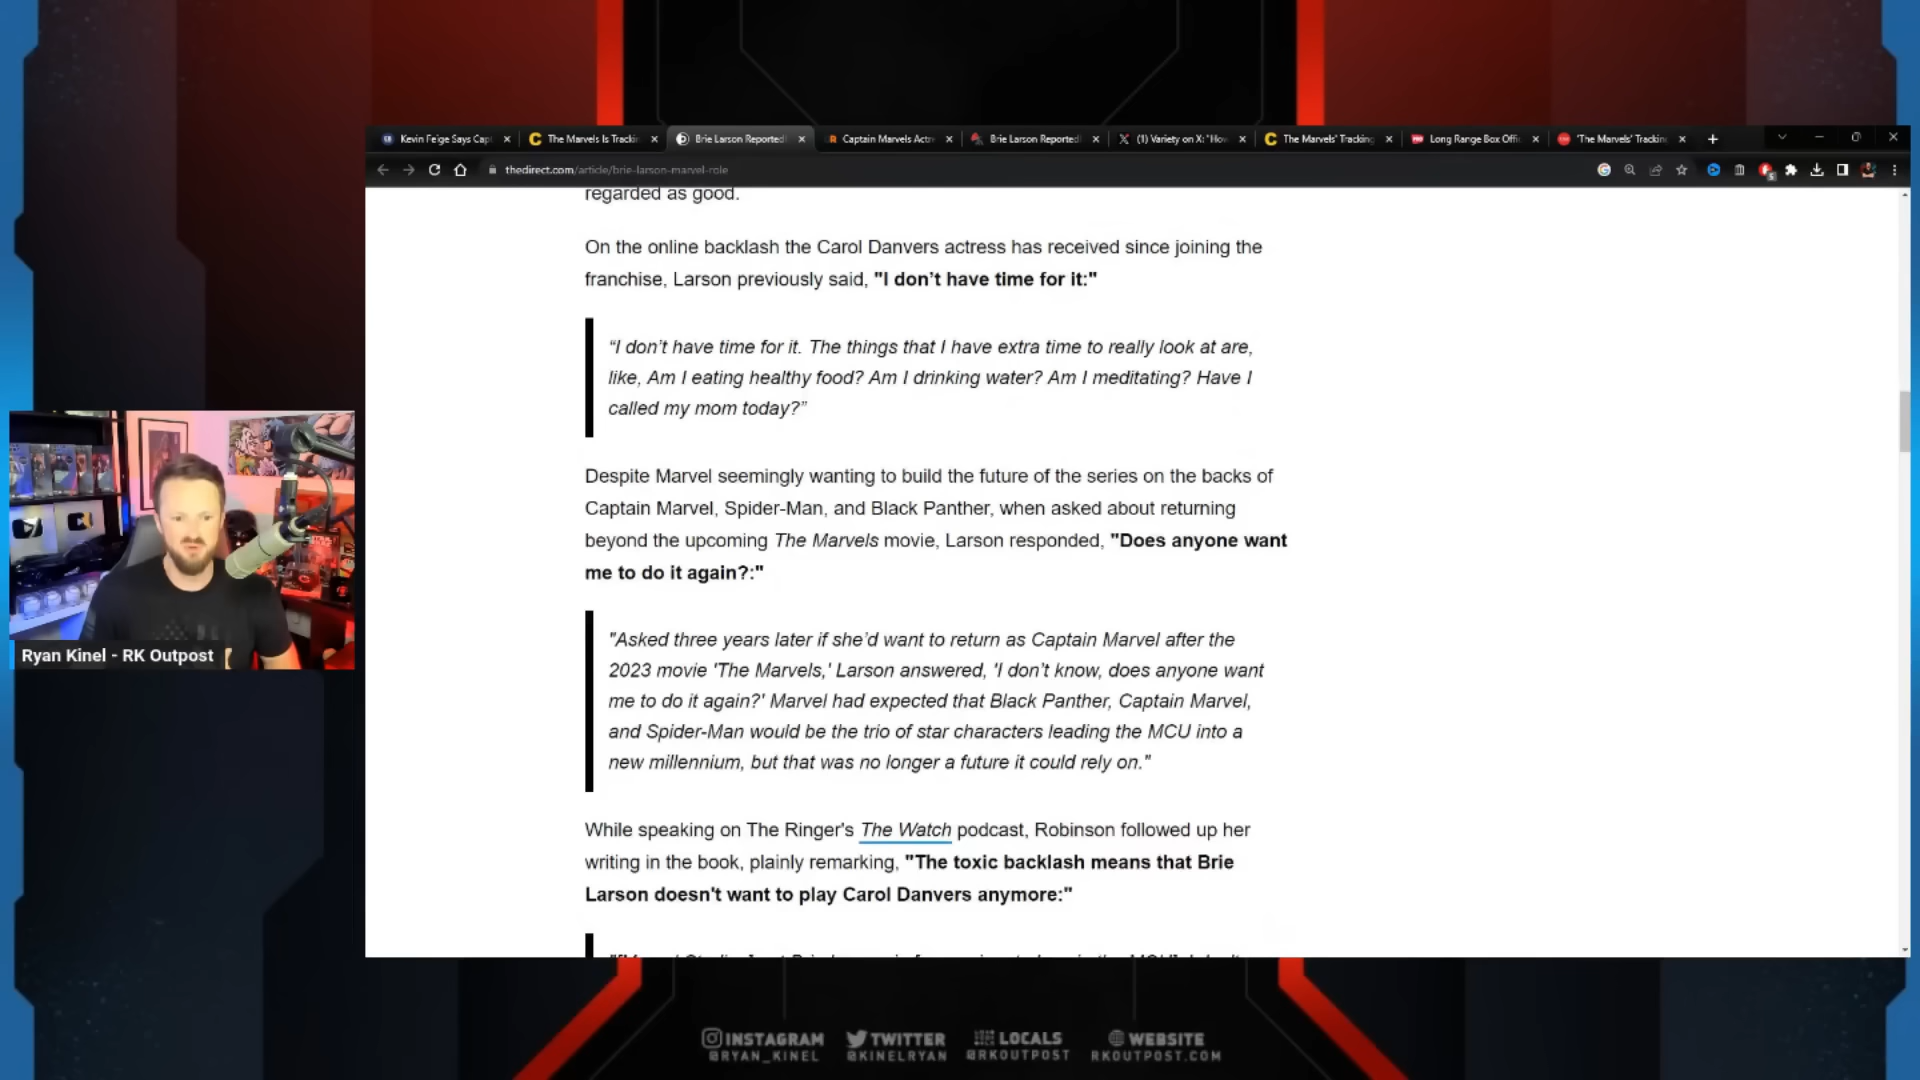 Kevin Feige Says Cap
The Marvels Is Trackin
Brie Larson Reported
Captain Marvels Actr
Brie Larson Reported
(1) Variety on X: "How
The Marvels' Tracking
Long Range Box Offi
'The Marvels' Trackin
thedirect.com/article/brie-larson-marvel-role
regarded as good.
On the online backlash the Carol Danvers actress has received since joining the
franchise, Larson previously said, "I don't have time for it:"
“I don’t have time for it. The things that I have extra time to really look at are,
like, Am I eating healthy food? Am I drinking water? Am I meditating? Have I
called my mom today?”
Despite Marvel seemingly wanting to build the future of the series on the backs of
Captain Marvel, Spider-Man, and Black Panther, when asked about returning
beyond the upcoming The Marvels movie, Larson responded, "Does anyone want
me to do it again?:"
"Asked three years later if she’d want to return as Captain Marvel after the
2023 movie 'The Marvels,' Larson answered, 'I don’t know, does anyone want
me to do it again?' Marvel had expected that Black Panther, Captain Marvel,
and Spider-Man would be the trio of star characters leading the MCU into a
new millennium, but that was no longer a future it could rely on."
While speaking on The Ringer's The Watch podcast, Robinson followed up her
writing in the book, plainly remarking, "The toxic backlash means that Brie
Larson doesn't want to play Carol Danvers anymore:"
Ryan Kinel - RK Outpost
INSTAGRAM
@RYAN_KINEL
TWITTER
@KINELRYAN
LOCALS
@RKOUTPOST
WEBSITE
RKOUTPOST.COM